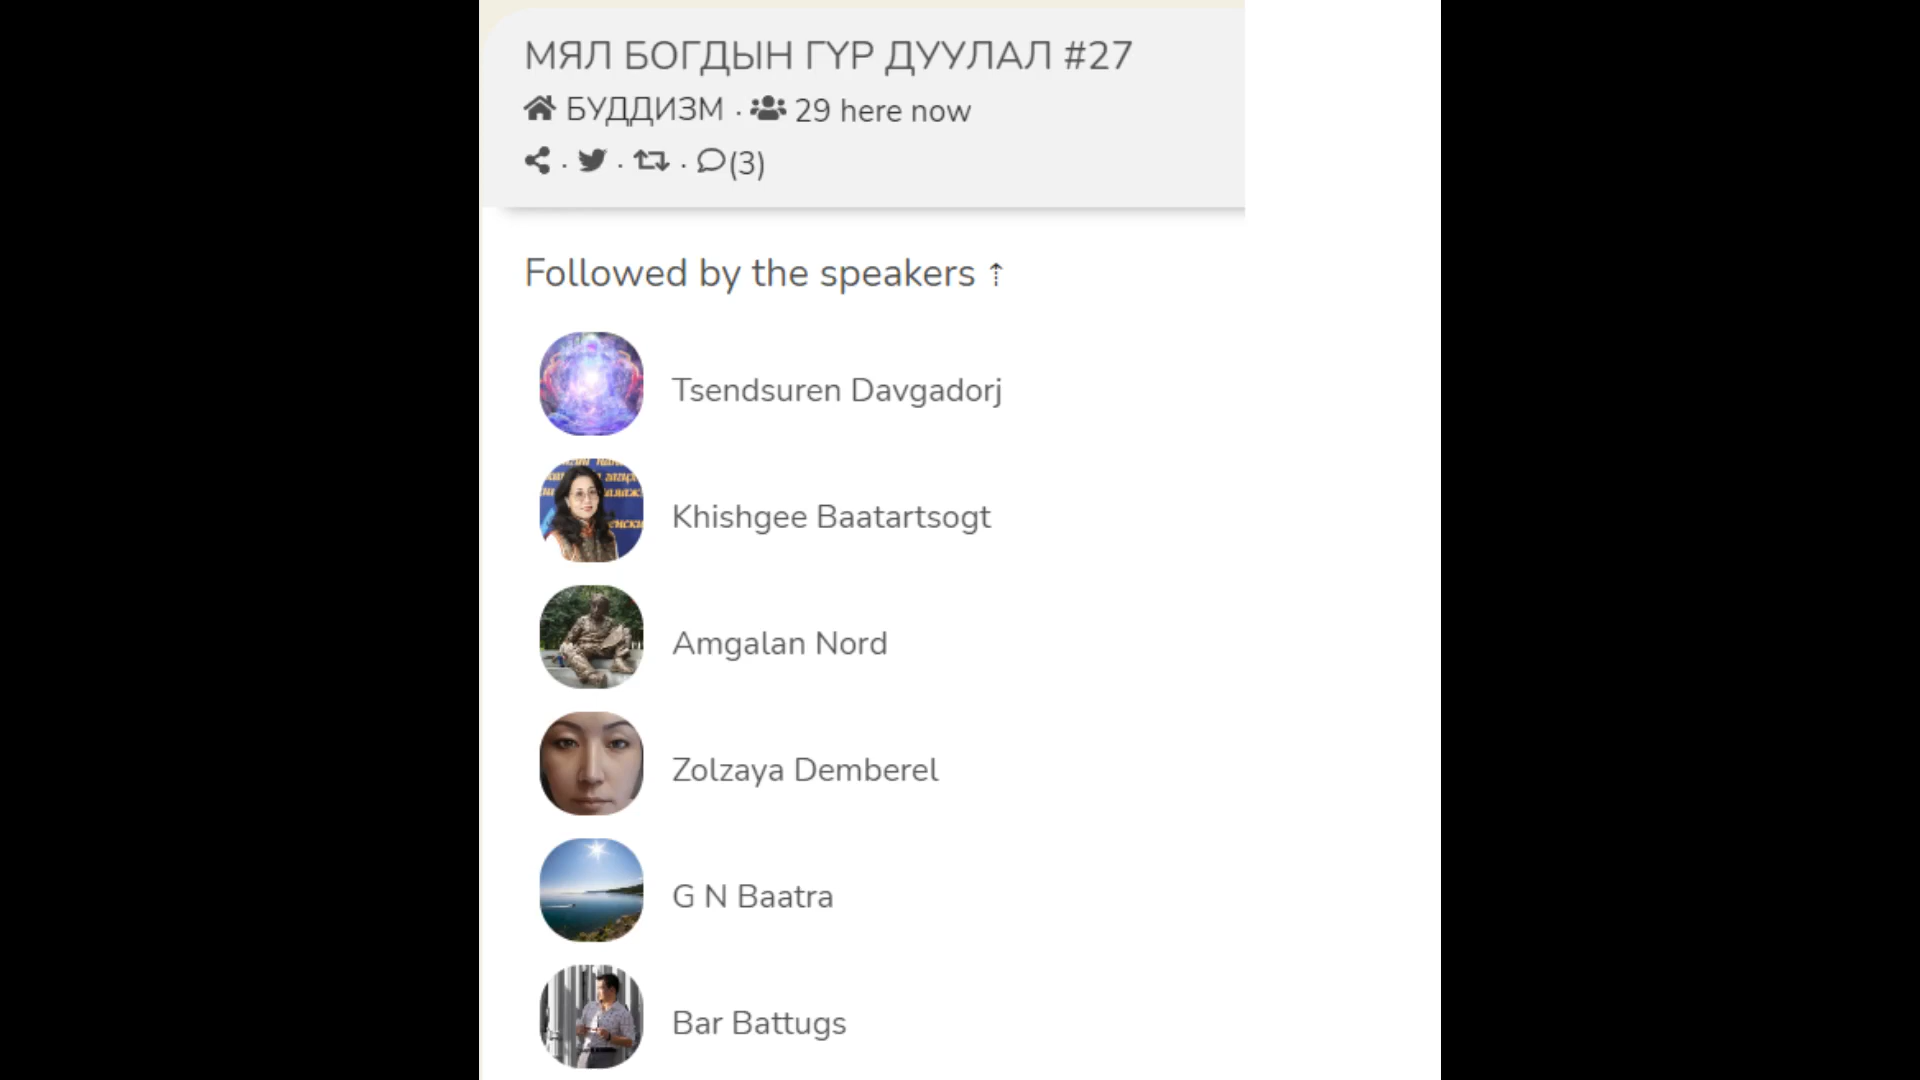 МЯЛ БОГДЫН ГҮР ДУУЛАЛ #27
БУДДИЗМ · 29 here now
(3)
Followed by the speakers ⇡
Tsendsuren Davgadorj
Khishgee Baatartsogt
Amgalan Nord
Zolzaya Demberel
G N Baatra
Bar Battugs